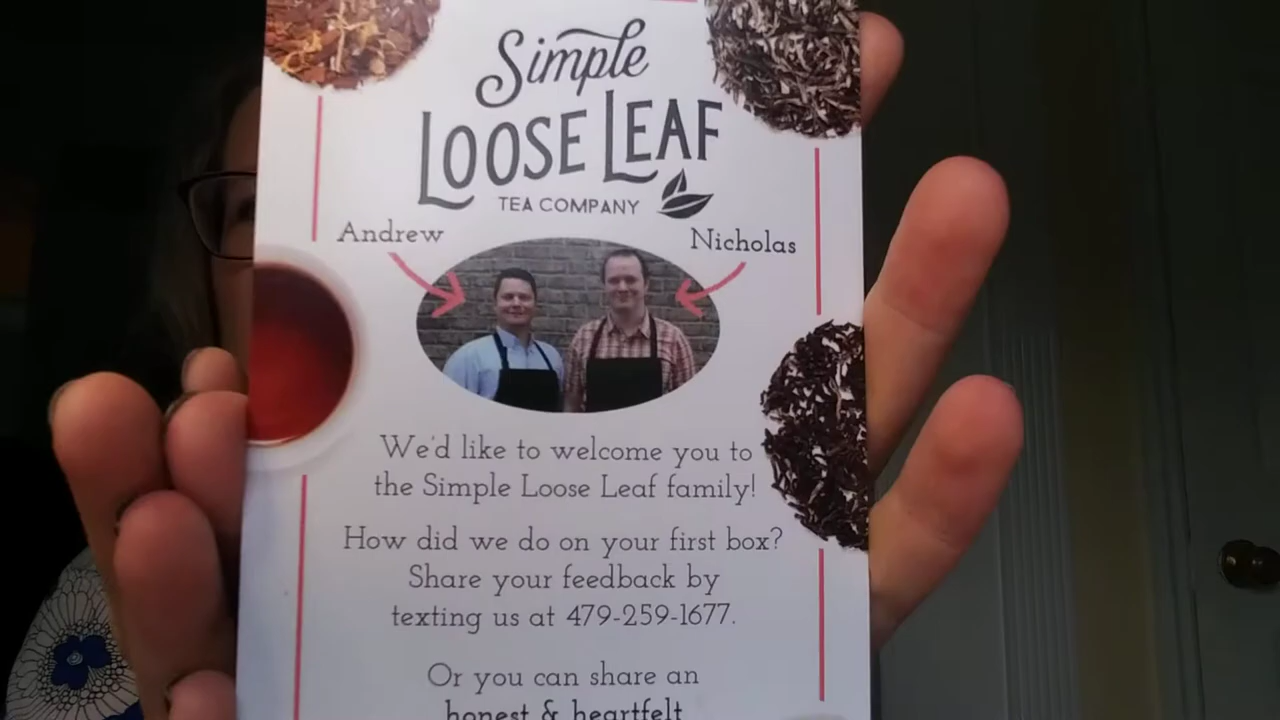 Simple
LOOSE LEAF
TEA COMPANY
Andrew
Nicholas
We'd like to welcome you to
the Simple Loose Leaf family!
How did we do on your first box?
Share your feedback by
texting us at 479-259-1677.
Or you can share an
honest & heartfelt